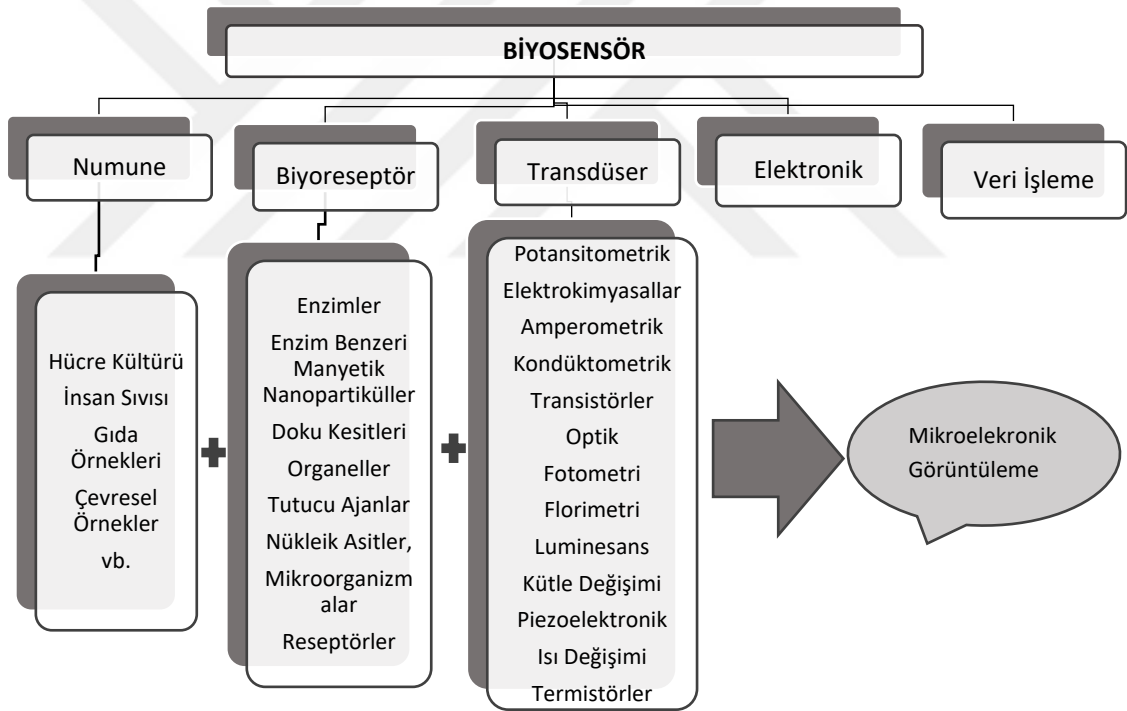 BİYOSENSÖR
Numune
Biyoreseptör
Transdüser
Elektronik
Veri İşleme
Hücre Kültürü
İnsan Sıvısı
Gıda
Örnekleri
Çevresel
Örnekler
vb.
Enzimler
Enzim Benzeri
Manyetik
Nanopartiküller
Doku Kesitleri
Organeller
Tutucu Ajanlar
Nükleik Asitler,
Mikroorganizm
alar
Reseptörler
Potansitometrik
Elektrokimyasallar
Amperometrik
Kondüktometrik
Transistörler
Optik
Fotometri
Florimetri
Luminesans
Kütle Değişimi
Piezoelektronik
Isı Değişimi
Termistörler
Mikroelekronik
Görüntüleme